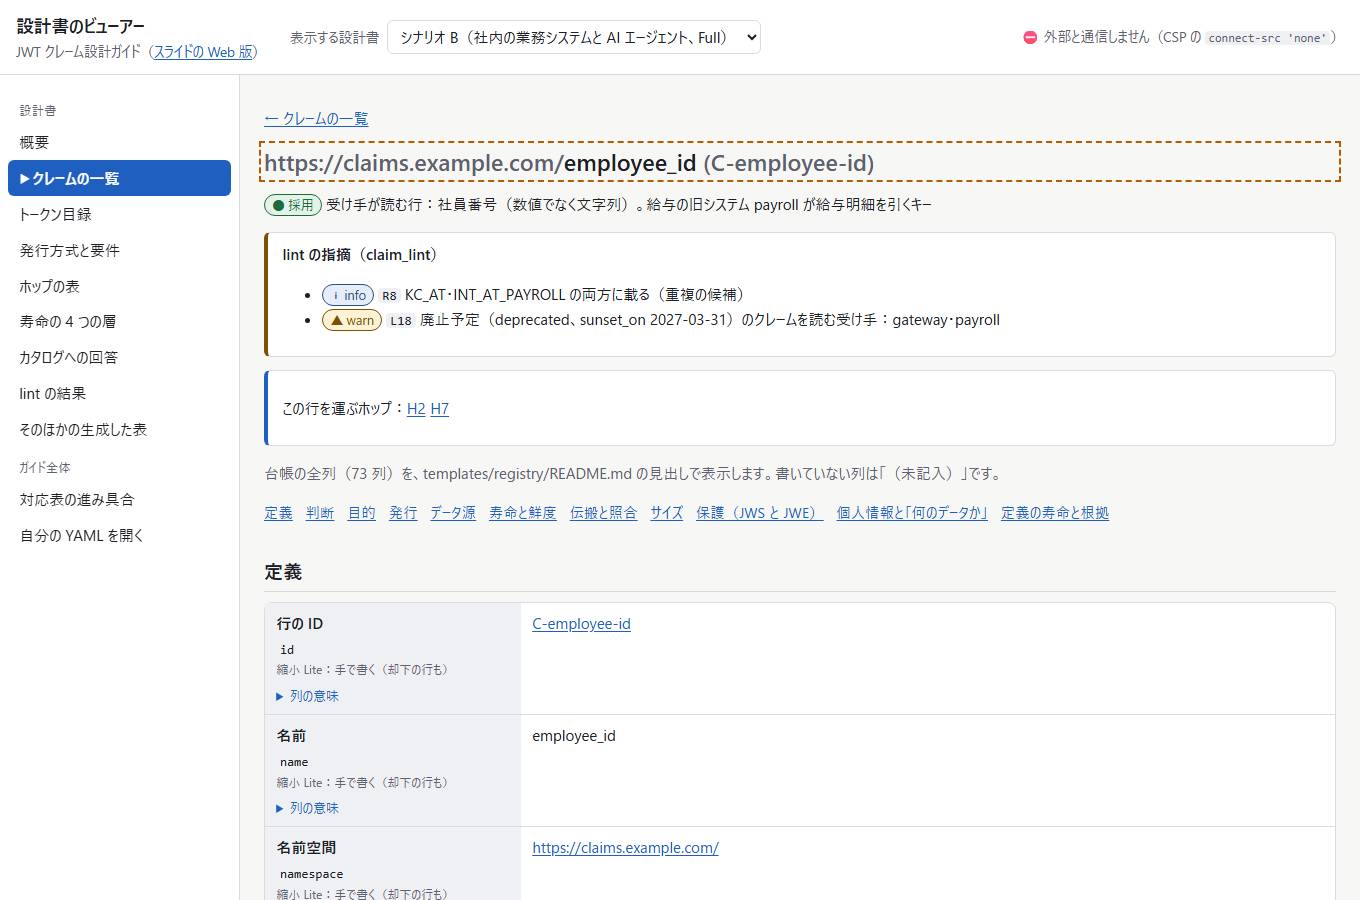 設計書のビューアー
JWT クレーム設計ガイド（スライドの Web 版）
表示する設計書 シナリオ B（社内の業務システムと AI エージェント、Full）
外部と通信しません（CSP の connect-src 'none'）
設計書
概要
▶クレームの一覧
トークン目録
発行方式と要件
ホップの表
寿命の 4 つの層
カタログへの回答
lint の結果
そのほかの生成した表
ガイド全体
対応表の進み具合
自分の YAML を開く
← クレームの一覧
https://claims.example.com/employee_id (C-employee-id)
● 採用 受け手が読む行：社員番号（数値でなく文字列）。給与の旧システム payroll が給与明細を引くキー
lint の指摘（claim_lint）
• i info R8 KC_AT・INT_AT_PAYROLL の両方に載る（重複の候補）
• ▲ warn L18 廃止予定（deprecated、sunset_on 2027-03-31）のクレームを読む受け手：gateway・payroll
この行を運ぶホップ：H2 H7
台帳の全列（73 列）を、templates/registry/README.md の見出しで表示します。書いていない列は「（未記入）」です。
定義 判断 目的 発行 データ源 寿命と鮮度 伝搬と照合 サイズ 保護（JWS と JWE） 個人情報と「何のデータか」 定義の寿命と根拠
定義
行の ID
C-employee-id
id
縮小 Lite：手で書く（却下の行も）
▶ 列の意味
名前
employee_id
name
縮小 Lite：手で書く（却下の行も）
▶ 列の意味
名前空間
https://claims.example.com/
namespace
縮小 Lite：手で書く（却下の行も）